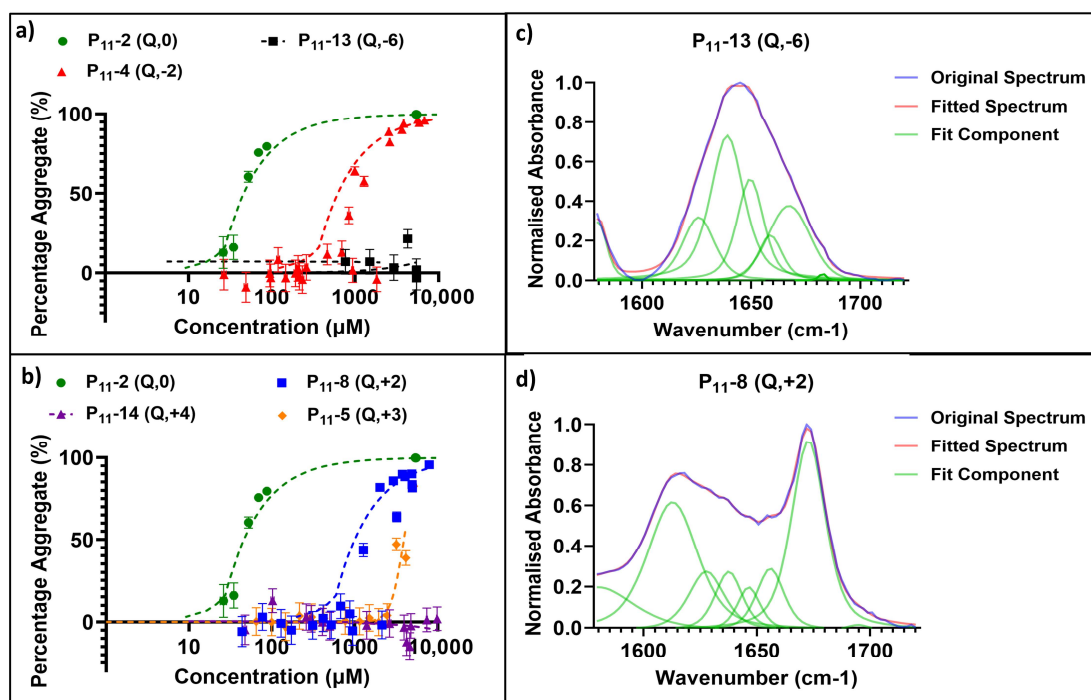 a)
P₁₁-2 (Q,0)
P₁₁-13 (Q,-6)
P₁₁-4 (Q,-2)
Percentage Aggregate (%)
100
50
0
10
100
1000
10,000
Concentration (µM)
c)
P₁₁-13 (Q,-6)
Original Spectrum
Fitted Spectrum
Fit Component
Normalised Absorbance
1.0
0.8
0.6
0.4
0.2
0.0
1600
1650
1700
Wavenumber (cm-1)
b)
P₁₁-2 (Q,0)
P₁₁-8 (Q,+2)
P₁₁-14 (Q,+4)
P₁₁-5 (Q,+3)
Percentage Aggregate (%)
100
50
0
10
100
1000
10,000
Concentration (µM)
d)
P₁₁-8 (Q,+2)
Original Spectrum
Fitted Spectrum
Fit Component
Normalised Absorbance
1.0
0.8
0.6
0.4
0.2
0.0
1600
1650
1700
Wavenumber (cm-1)